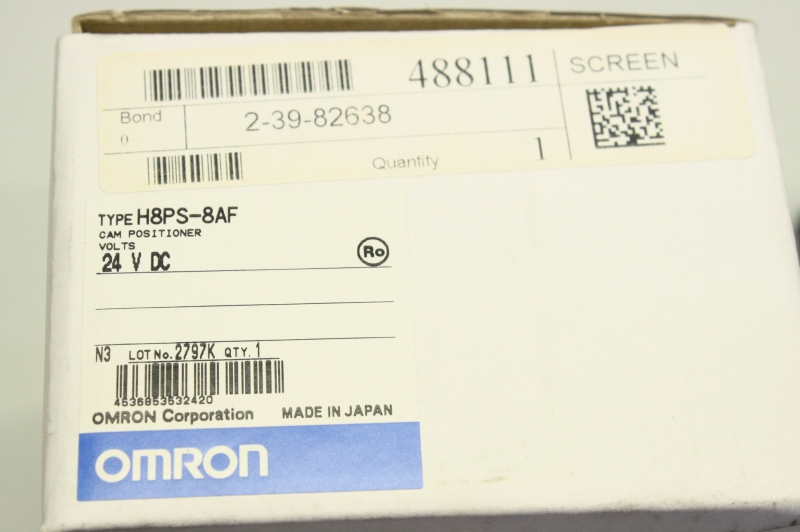 488111
SCREEN
Bond
0
2-39-82638
Quantity
1
TYPE H8PS-8AF
CAM POSITIONER
VOLTS
24 V DC
Ro
N3 LOT No. 2797K QTY. 1
4536853532420
OMRON Corporation MADE IN JAPAN
OMRON